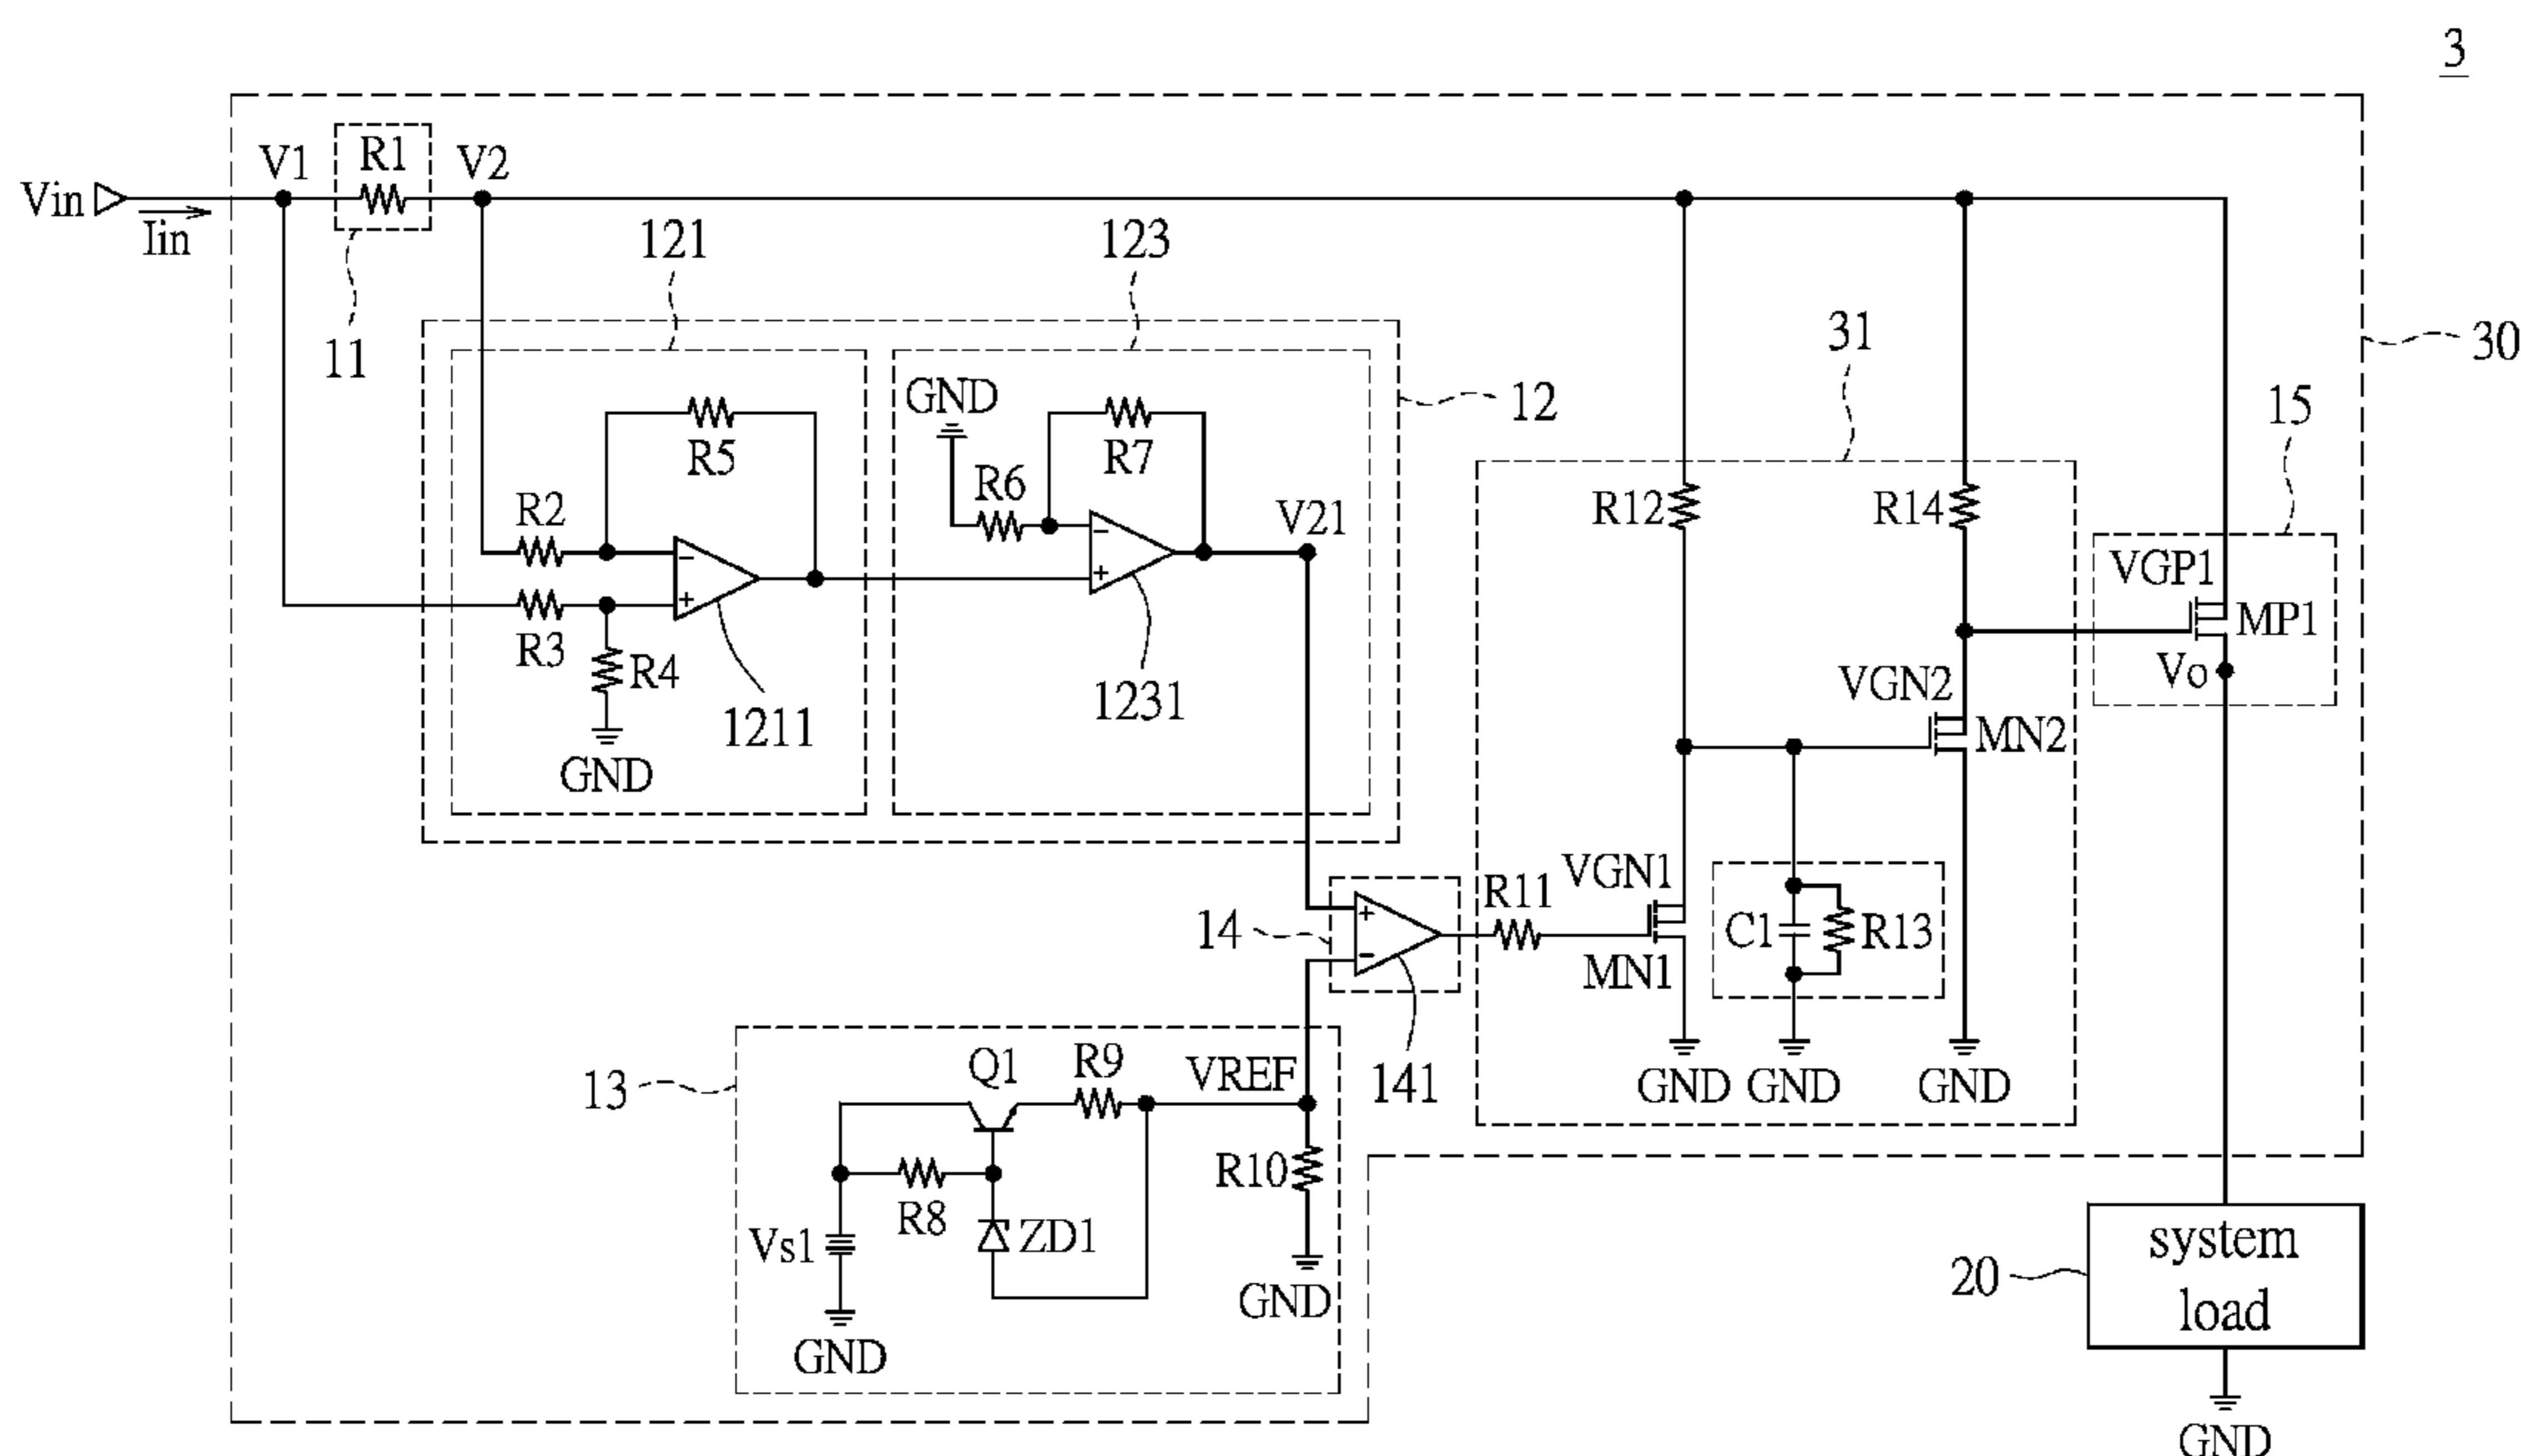 3
V1
R1
V2
Vin
Iin
11
121
123
12
31
30
15
R5
GND
R7
R6
R2
V21
R12
R14
VGP1
MP1
Vo
R3
R4
GND
1211
1231
VGN2
MN2
14
R11
VGN1
MN1
C1
R13
GND
GND
GND
141
13
Q1
R9
VREF
R8
R10
Vs1
ZD1
GND
GND
20
system
load
GND
-
+
-
+
+
-